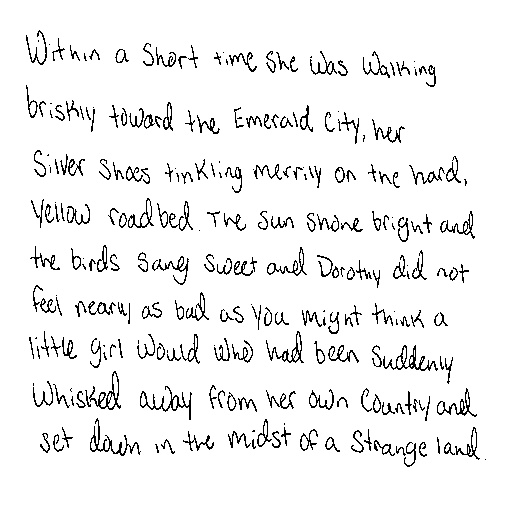 Within a short time she was walking
briskly toward the Emerald City, her
Silver Shoes tinkling merrily on the hard,
yellow roadbed. The sun shone bright and
the birds sang sweet and Dorothy did not
feel nearly as bad as you might think a
little girl would who had been suddenly
whisked away from her own country and
set down in the midst of a strange land.